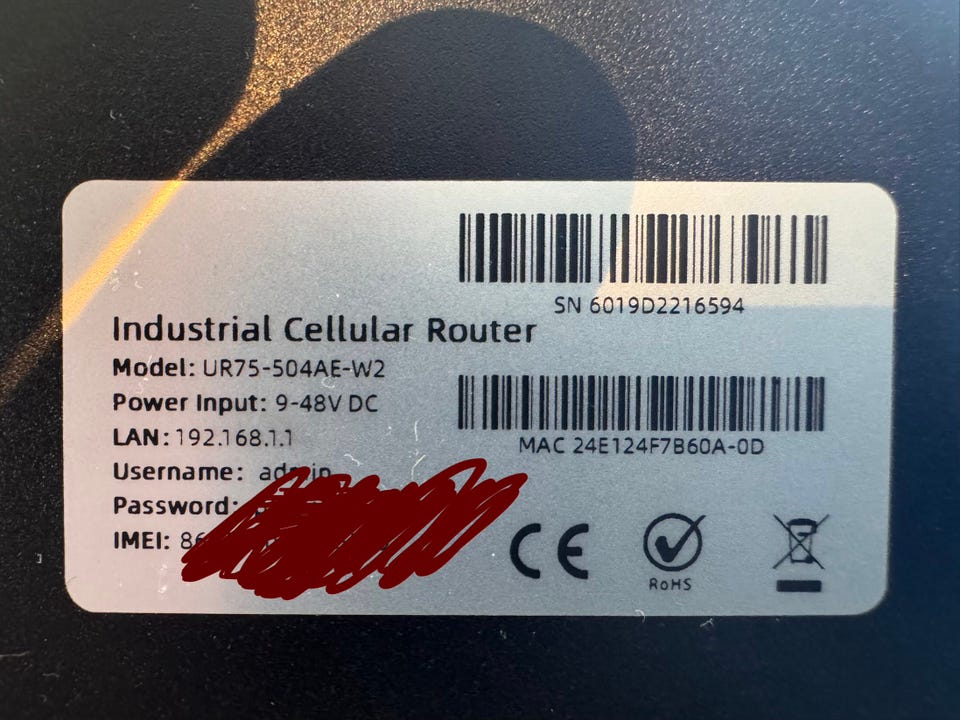 SN 6019D2216594
Industrial Cellular Router
Model: UR75-504AE-W2
Power Input: 9-48V DC
LAN: 192.168.1.1
MAC 24E124F7B60A-0D
Username:
Password:
IMEI: 86
CE
RoHS